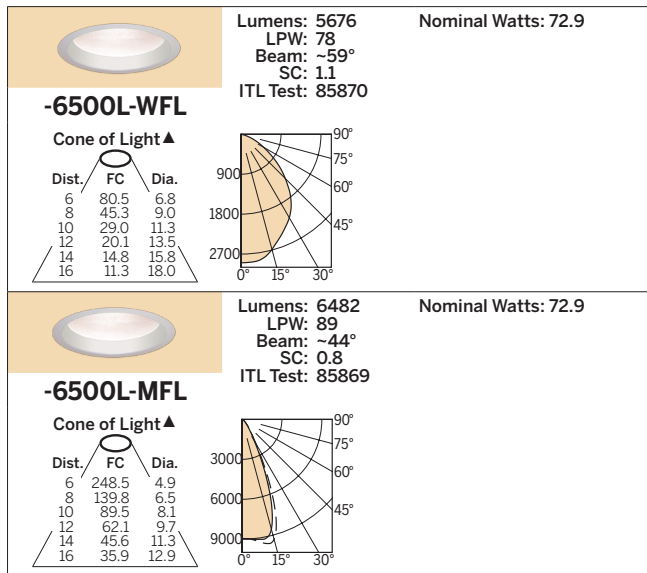 Lumens: 5676
LPW: 78
Beam: ~59°
SC: 1.1
ITL Test: 85870
Nominal Watts: 72.9
-6500L-WFL
Cone of Light▲
Dist. FC Dia.
6 80.5 6.8
8 45.3 9.0
10 29.0 11.3
12 20.1 13.5
14 14.8 15.8
16 11.3 18.0
90°
75°
60°
45°
900
1800
2700
0° 15° 30°
Lumens: 6482
LPW: 89
Beam: ~44°
SC: 0.8
ITL Test: 85869
Nominal Watts: 72.9
-6500L-MFL
Cone of Light▲
Dist. FC Dia.
6 248.5 4.9
8 139.8 6.5
10 89.5 8.1
12 62.1 9.7
14 45.6 11.3
16 35.9 12.9
90°
75°
60°
45°
3000
6000
9000
0° 15° 30°